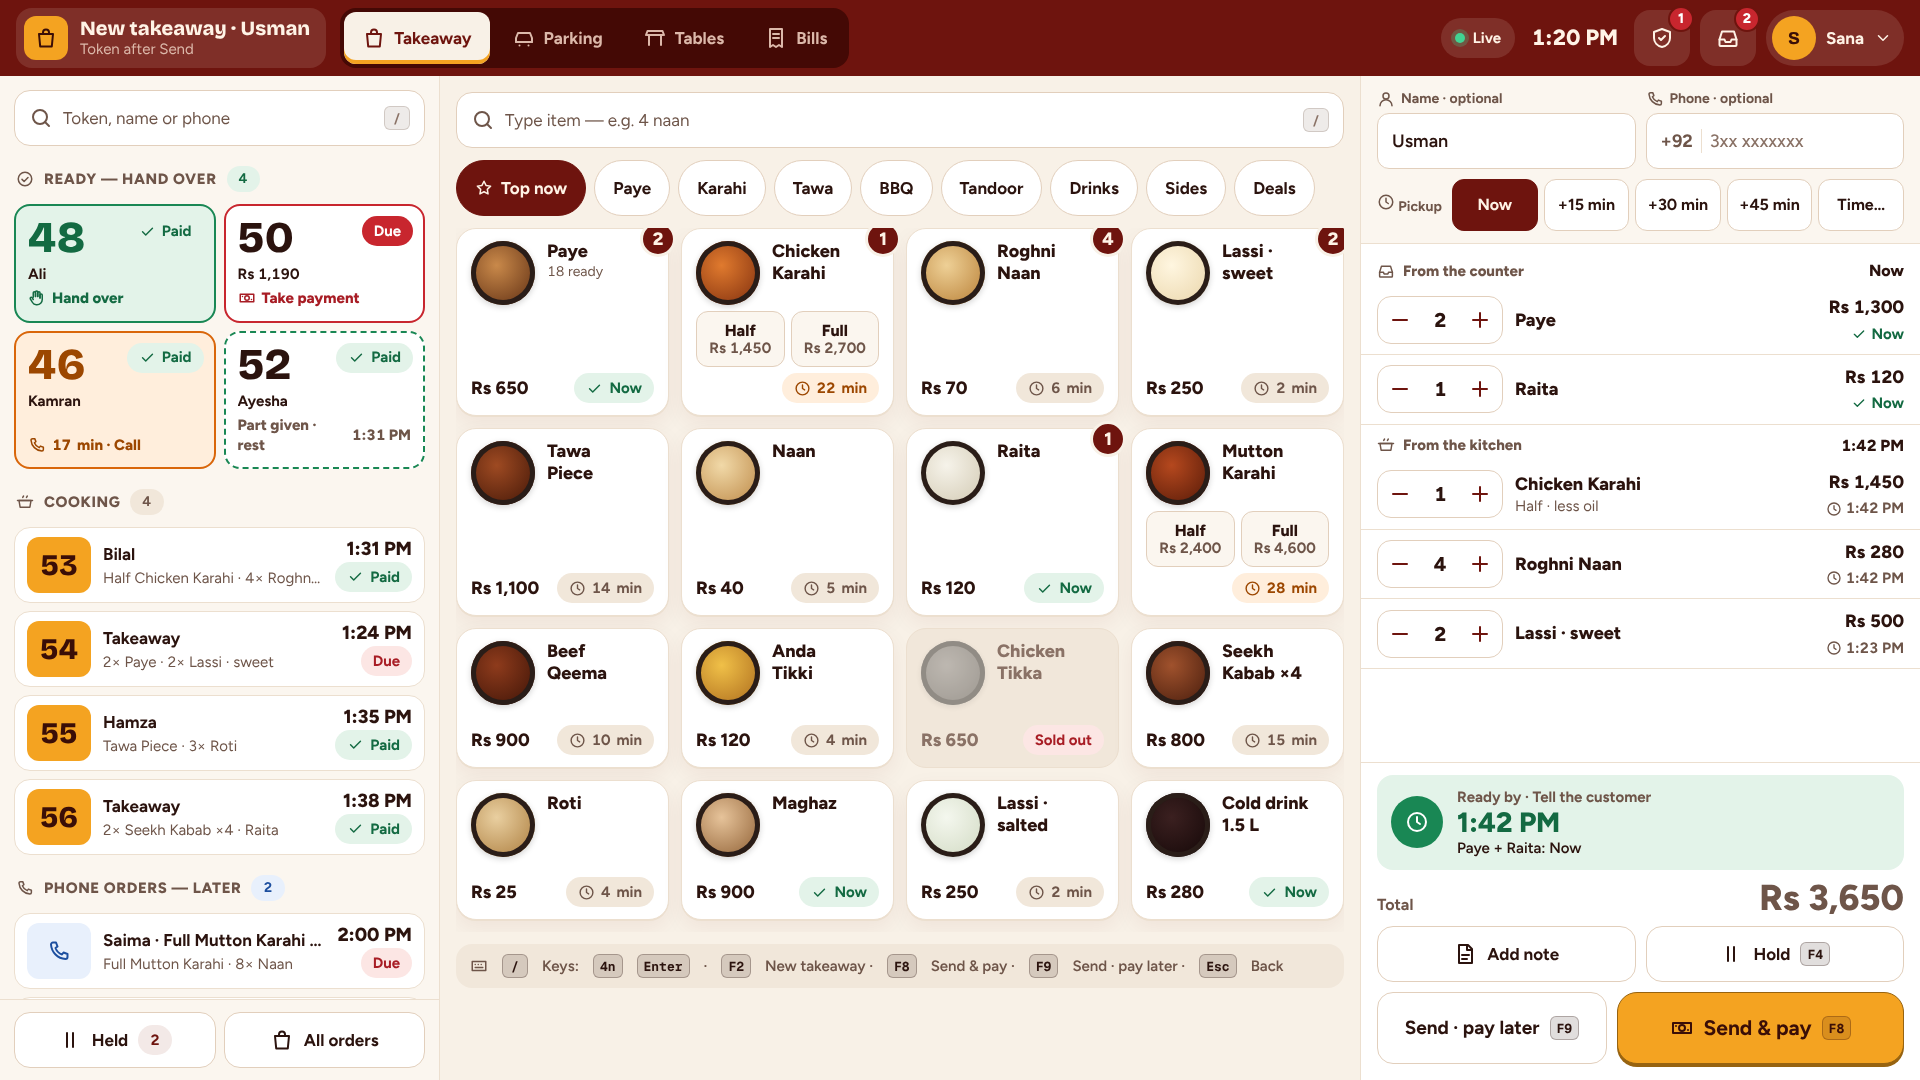 New takeaway · Usman
Token after Send
Takeaway
Parking
Tables
Bills
Live
1:20 PM
1
2
S
Sana
Token, name or phone
/
READY — HAND OVER
4
48
Paid
Ali
Hand over
50
Due
Rs 1,190
Take payment
46
Paid
Kamran
17 min · Call
52
Paid
Ayesha
Part given ·
rest
1:31 PM
COOKING
4
53
Bilal
1:31 PM
Half Chicken Karahi · 4× Roghn...
Paid
54
Takeaway
1:24 PM
2× Paye · 2× Lassi · sweet
Due
55
Hamza
1:35 PM
Tawa Piece · 3× Roti
Paid
56
Takeaway
1:38 PM
2× Seekh Kabab ×4 · Raita
Paid
PHONE ORDERS — LATER
2
Saima · Full Mutton Karahi ...
2:00 PM
Full Mutton Karahi · 8× Naan
Due
Held
2
All orders
Type item — e.g. 4 naan
/
Top now
Paye
Karahi
Tawa
BBQ
Tandoor
Drinks
Sides
Deals
Paye
18 ready
2
Rs 650
Now
Chicken
Karahi
1
Half
Rs 1,450
Full
Rs 2,700
22 min
Roghni
Naan
4
Rs 70
6 min
Lassi ·
sweet
2
Rs 250
2 min
Tawa
Piece
Rs 1,100
14 min
Naan
Rs 40
5 min
Raita
1
Rs 120
Now
Mutton
Karahi
Half
Rs 2,400
Full
Rs 4,600
28 min
Beef
Qeema
Rs 900
10 min
Anda
Tikki
Rs 120
4 min
Chicken
Tikka
Rs 650
Sold out
Seekh
Kabab ×4
Rs 800
15 min
Roti
Rs 25
4 min
Maghaz
Rs 900
Now
Lassi ·
salted
Rs 250
2 min
Cold drink
1.5 L
Rs 280
Now
/ Keys: 4n Enter · F2 New takeaway · F8 Send & pay · F9 Send · pay later · Esc Back
Name · optional
Phone · optional
Usman
+92
3xx xxxxxxx
Pickup
Now
+15 min
+30 min
+45 min
Time...
From the counter
Now
2
Paye
Rs 1,300
Now
1
Raita
Rs 120
Now
From the kitchen
1:42 PM
1
Chicken Karahi
Half · less oil
Rs 1,450
1:42 PM
4
Roghni Naan
Rs 280
1:42 PM
2
Lassi · sweet
Rs 500
1:23 PM
Ready by · Tell the customer
1:42 PM
Paye + Raita: Now
Total
Rs 3,650
Add note
Hold F4
Send · pay later F9
Send & pay F8